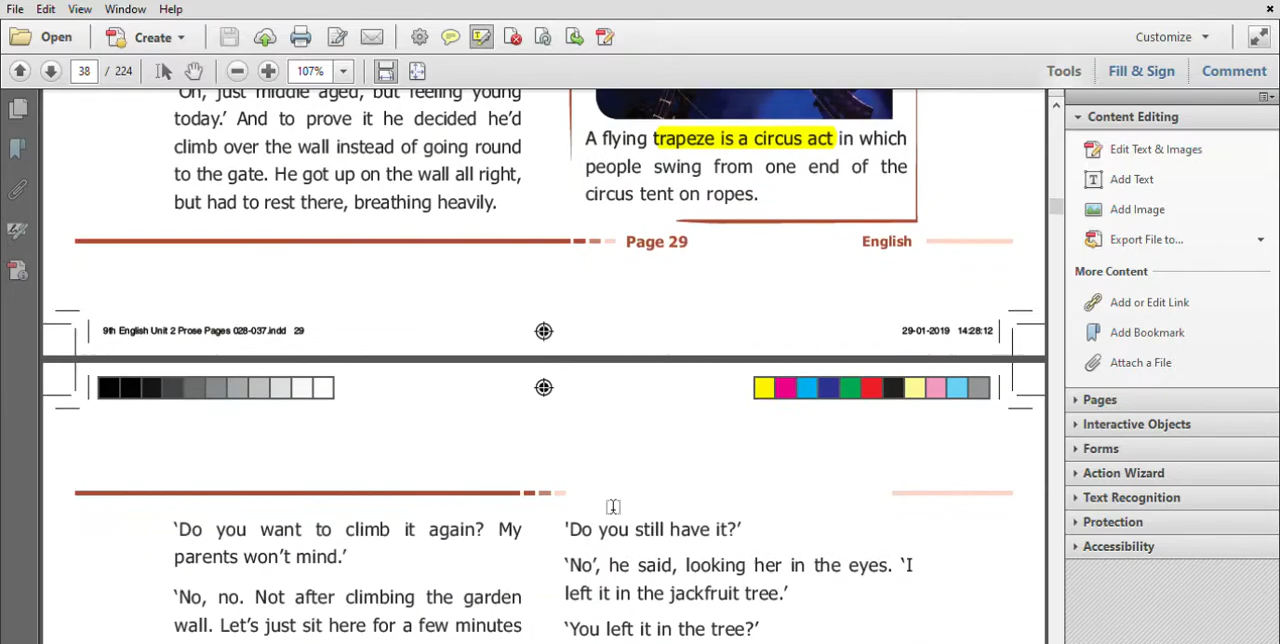 File Edit View Window Help
Open Create Customize
38 / 224 107% Tools Fill & Sign Comment
'Oh, just middle aged, but feeling young
today.’ And to prove it he decided he’d
climb over the wall instead of going round
to the gate. He got up on the wall all right,
but had to rest there, breathing heavily.
A flying trapeze is a circus act in which
people swing from one end of the
circus tent on ropes.
Page 29 English
9th English Unit 2 Prose Pages 028-037.indd 29 29-01-2019 14:28:12
‘Do you want to climb it again? My
parents won’t mind.’
‘No, no. Not after climbing the garden
wall. Let’s just sit here for a few minutes
'Do you still have it?’
‘No’, he said, looking her in the eyes. ‘I
left it in the jackfruit tree.’
‘You left it in the tree?’
Content Editing
Edit Text & Images
Add Text
Add Image
Export File to...
More Content
Add or Edit Link
Add Bookmark
Attach a File
Pages
Interactive Objects
Forms
Action Wizard
Text Recognition
Protection
Accessibility